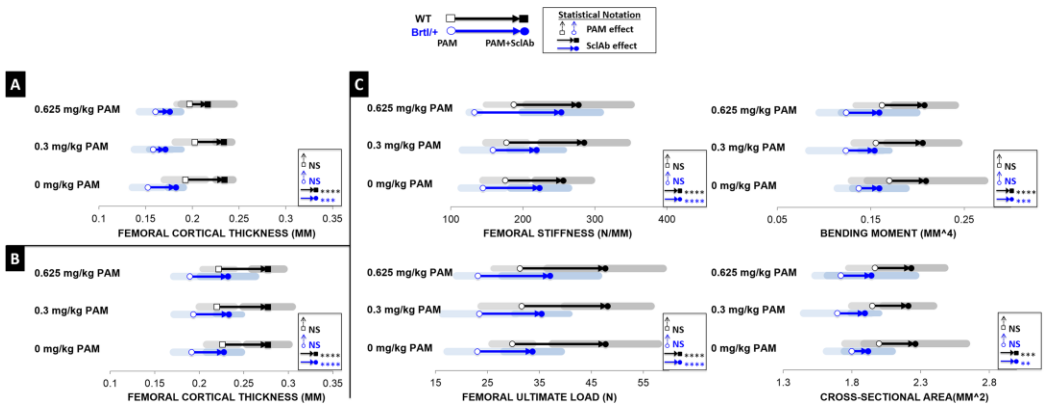 WT
Brtl/+
PAM
PAM+SclAb
Statistical Notation
PAM effect
SclAb effect
A
0.625 mg/kg PAM
0.3 mg/kg PAM
0 mg/kg PAM
NS
NS
****
***
0.1 0.15 0.2 0.25 0.3 0.35
FEMORAL CORTICAL THICKNESS (MM)
B
0.625 mg/kg PAM
0.3 mg/kg PAM
0 mg/kg PAM
NS
NS
****
****
0.1 0.15 0.2 0.25 0.3 0.35
FEMORAL CORTICAL THICKNESS (MM)
C
0.625 mg/kg PAM
0.3 mg/kg PAM
0 mg/kg PAM
NS
NS
****
****
100 200 300 400
FEMORAL STIFFNESS (N/MM)
0.625 mg/kg PAM
0.3 mg/kg PAM
0 mg/kg PAM
NS
NS
****
***
0.05 0.15 0.25
BENDING MOMENT (MM^4)
0.625 mg/kg PAM
0.3 mg/kg PAM
0 mg/kg PAM
NS
NS
****
****
15 25 35 45 55
FEMORAL ULTIMATE LOAD (N)
0.625 mg/kg PAM
0.3 mg/kg PAM
0 mg/kg PAM
NS
NS
***
**
1.3 1.8 2.3 2.8
CROSS-SECTIONAL AREA(MM^2)